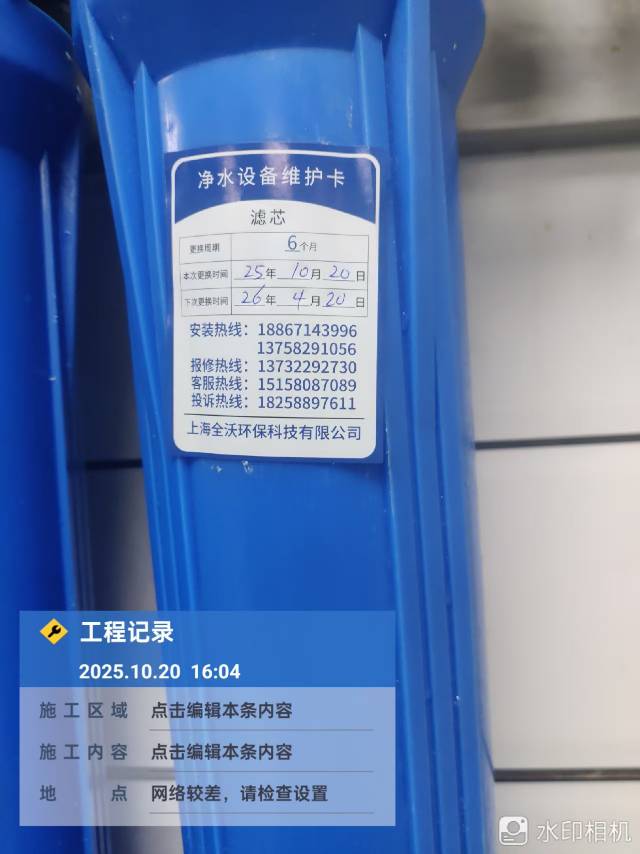 净水设备维护卡
滤芯
更换周期 6个月
本次更换时间 25年10月20日
下次更换时间 26年4月20日
安装热线：18867143996
13758291056
报修热线：13732292730
客服热线：15158087089
投诉热线：18258897611
上海全沃环保科技有限公司
工程记录
2025.10.20 16:04
施工区域 点击编辑本条内容
施工内容 点击编辑本条内容
地点 网络较差，请检查设置
水印相机